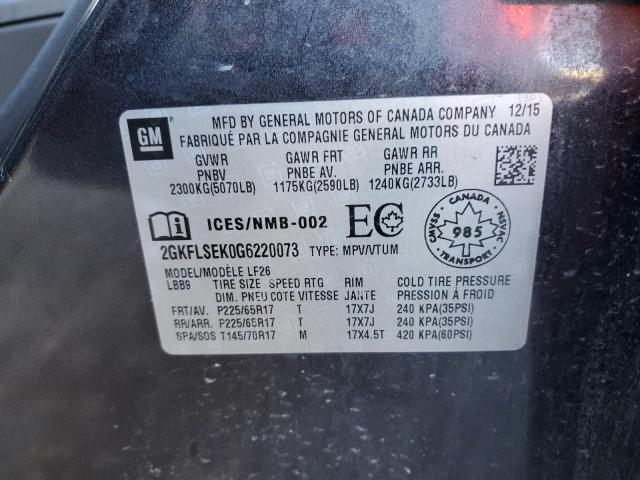 MFD BY GENERAL MOTORS OF CANADA COMPANY 12/15
GM
FABRIQUÉ PAR LA COMPAGNIE GENERAL MOTORS DU CANADA
GVWR GAWR FRT GAWR RR
PNBV PNBE AV. PNBE ARR.
2300KG(5070LB) 1175KG(2590LB) 1240KG(2733LB)
i ICES/NMB-002 EC
CANADA
CMVSS 985 NSVAC
TRANSPORT
2GKFLSEK0G6220073 TYPE: MPV/VTUM
MODEL/MODÈLE LF26
LBB9 TIRE SIZE SPEED RTG RIM COLD TIRE PRESSURE
DIM. PNEU COTE VITESSE JANTE PRESSION À FROID
FRT/AV. P225/65R17 T 17X7J 240 KPA(35PSI)
RR/ARR. P225/65R17 T 17X7J 240 KPA(35PSI)
SPA/SOS T145/70R17 M 17X4.5T 420 KPA(60PSI)